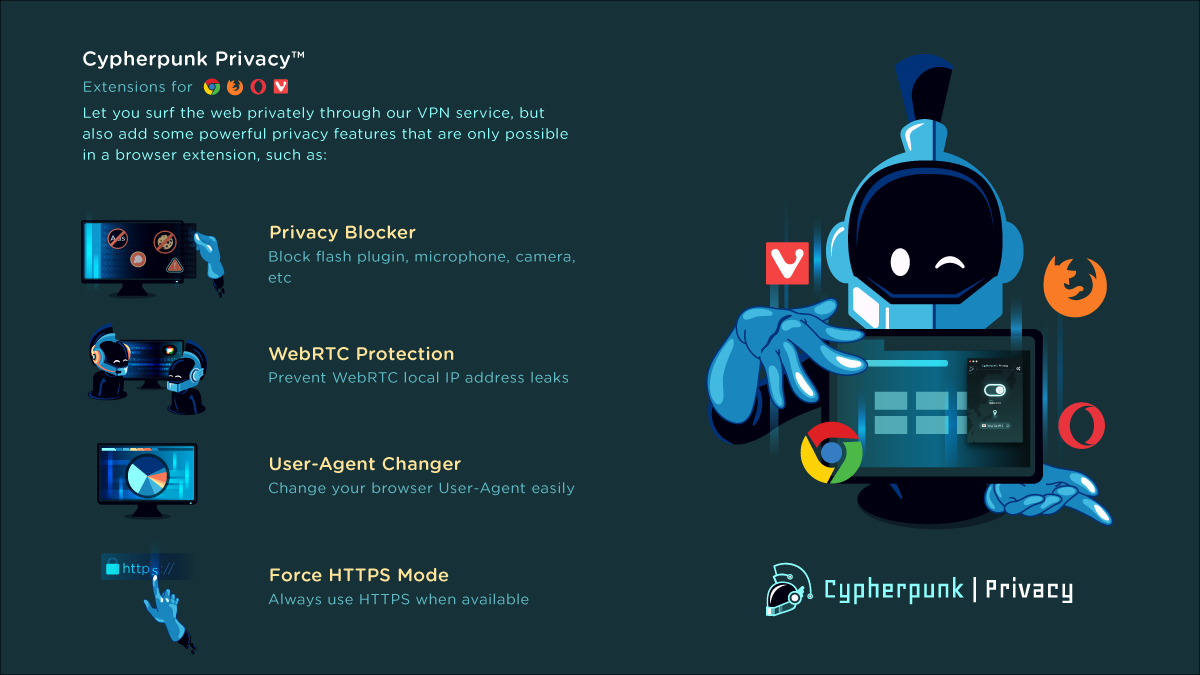 Cypherpunk Privacy™
Extensions for
Let you surf the web privately through our VPN service, but
also add some powerful privacy features that are only possible
in a browser extension, such as:
Ads
Privacy Blocker
Block flash plugin, microphone, camera,
etc
WebRTC Protection
Prevent WebRTC local IP address leaks
User-Agent Changer
Change your browser User-Agent easily
https://
Force HTTPS Mode
Always use HTTPS when available
Cypherpunk Privacy
Cypherpunk | Privacy